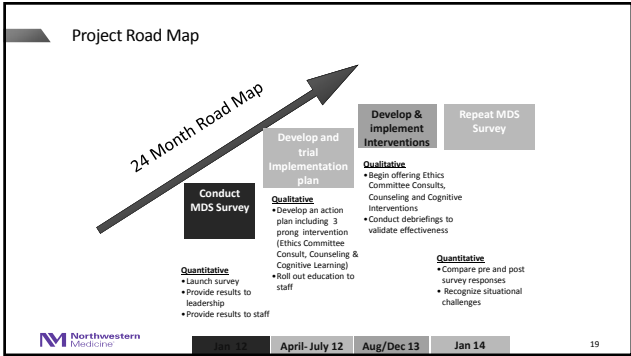 Project Road Map
24 Month Road Map
Conduct
MDS Survey
Quantitative
•Launch survey
•Provide results to
leadership
•Provide results to staff
Develop and
trial
Implementation
plan
Qualitative
•Develop an action
plan including 3
prong intervention
(Ethics Committee
Consult, Counseling &
Cognitive Learning)
•Roll out education to
staff
Develop &
implement
Interventions
Qualitative
•Begin offering Ethics
Committee Consults,
Counseling and Cognitive
Interventions
•Conduct debriefings to
validate effectiveness
Repeat MDS
Survey
Quantitative
•Compare pre and post
survey responses
•Recognize situational
challenges
Jan 12
April- July 12
Aug/Dec 13
Jan 14
Northwestern
Medicine
19